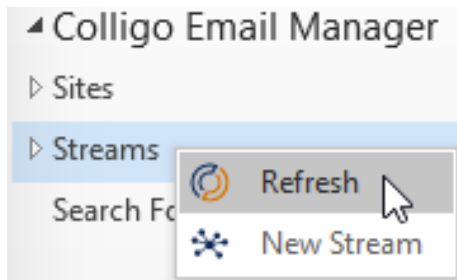 Colligo Email Manager
Sites
Streams
Refresh
Search Fo
New Stream